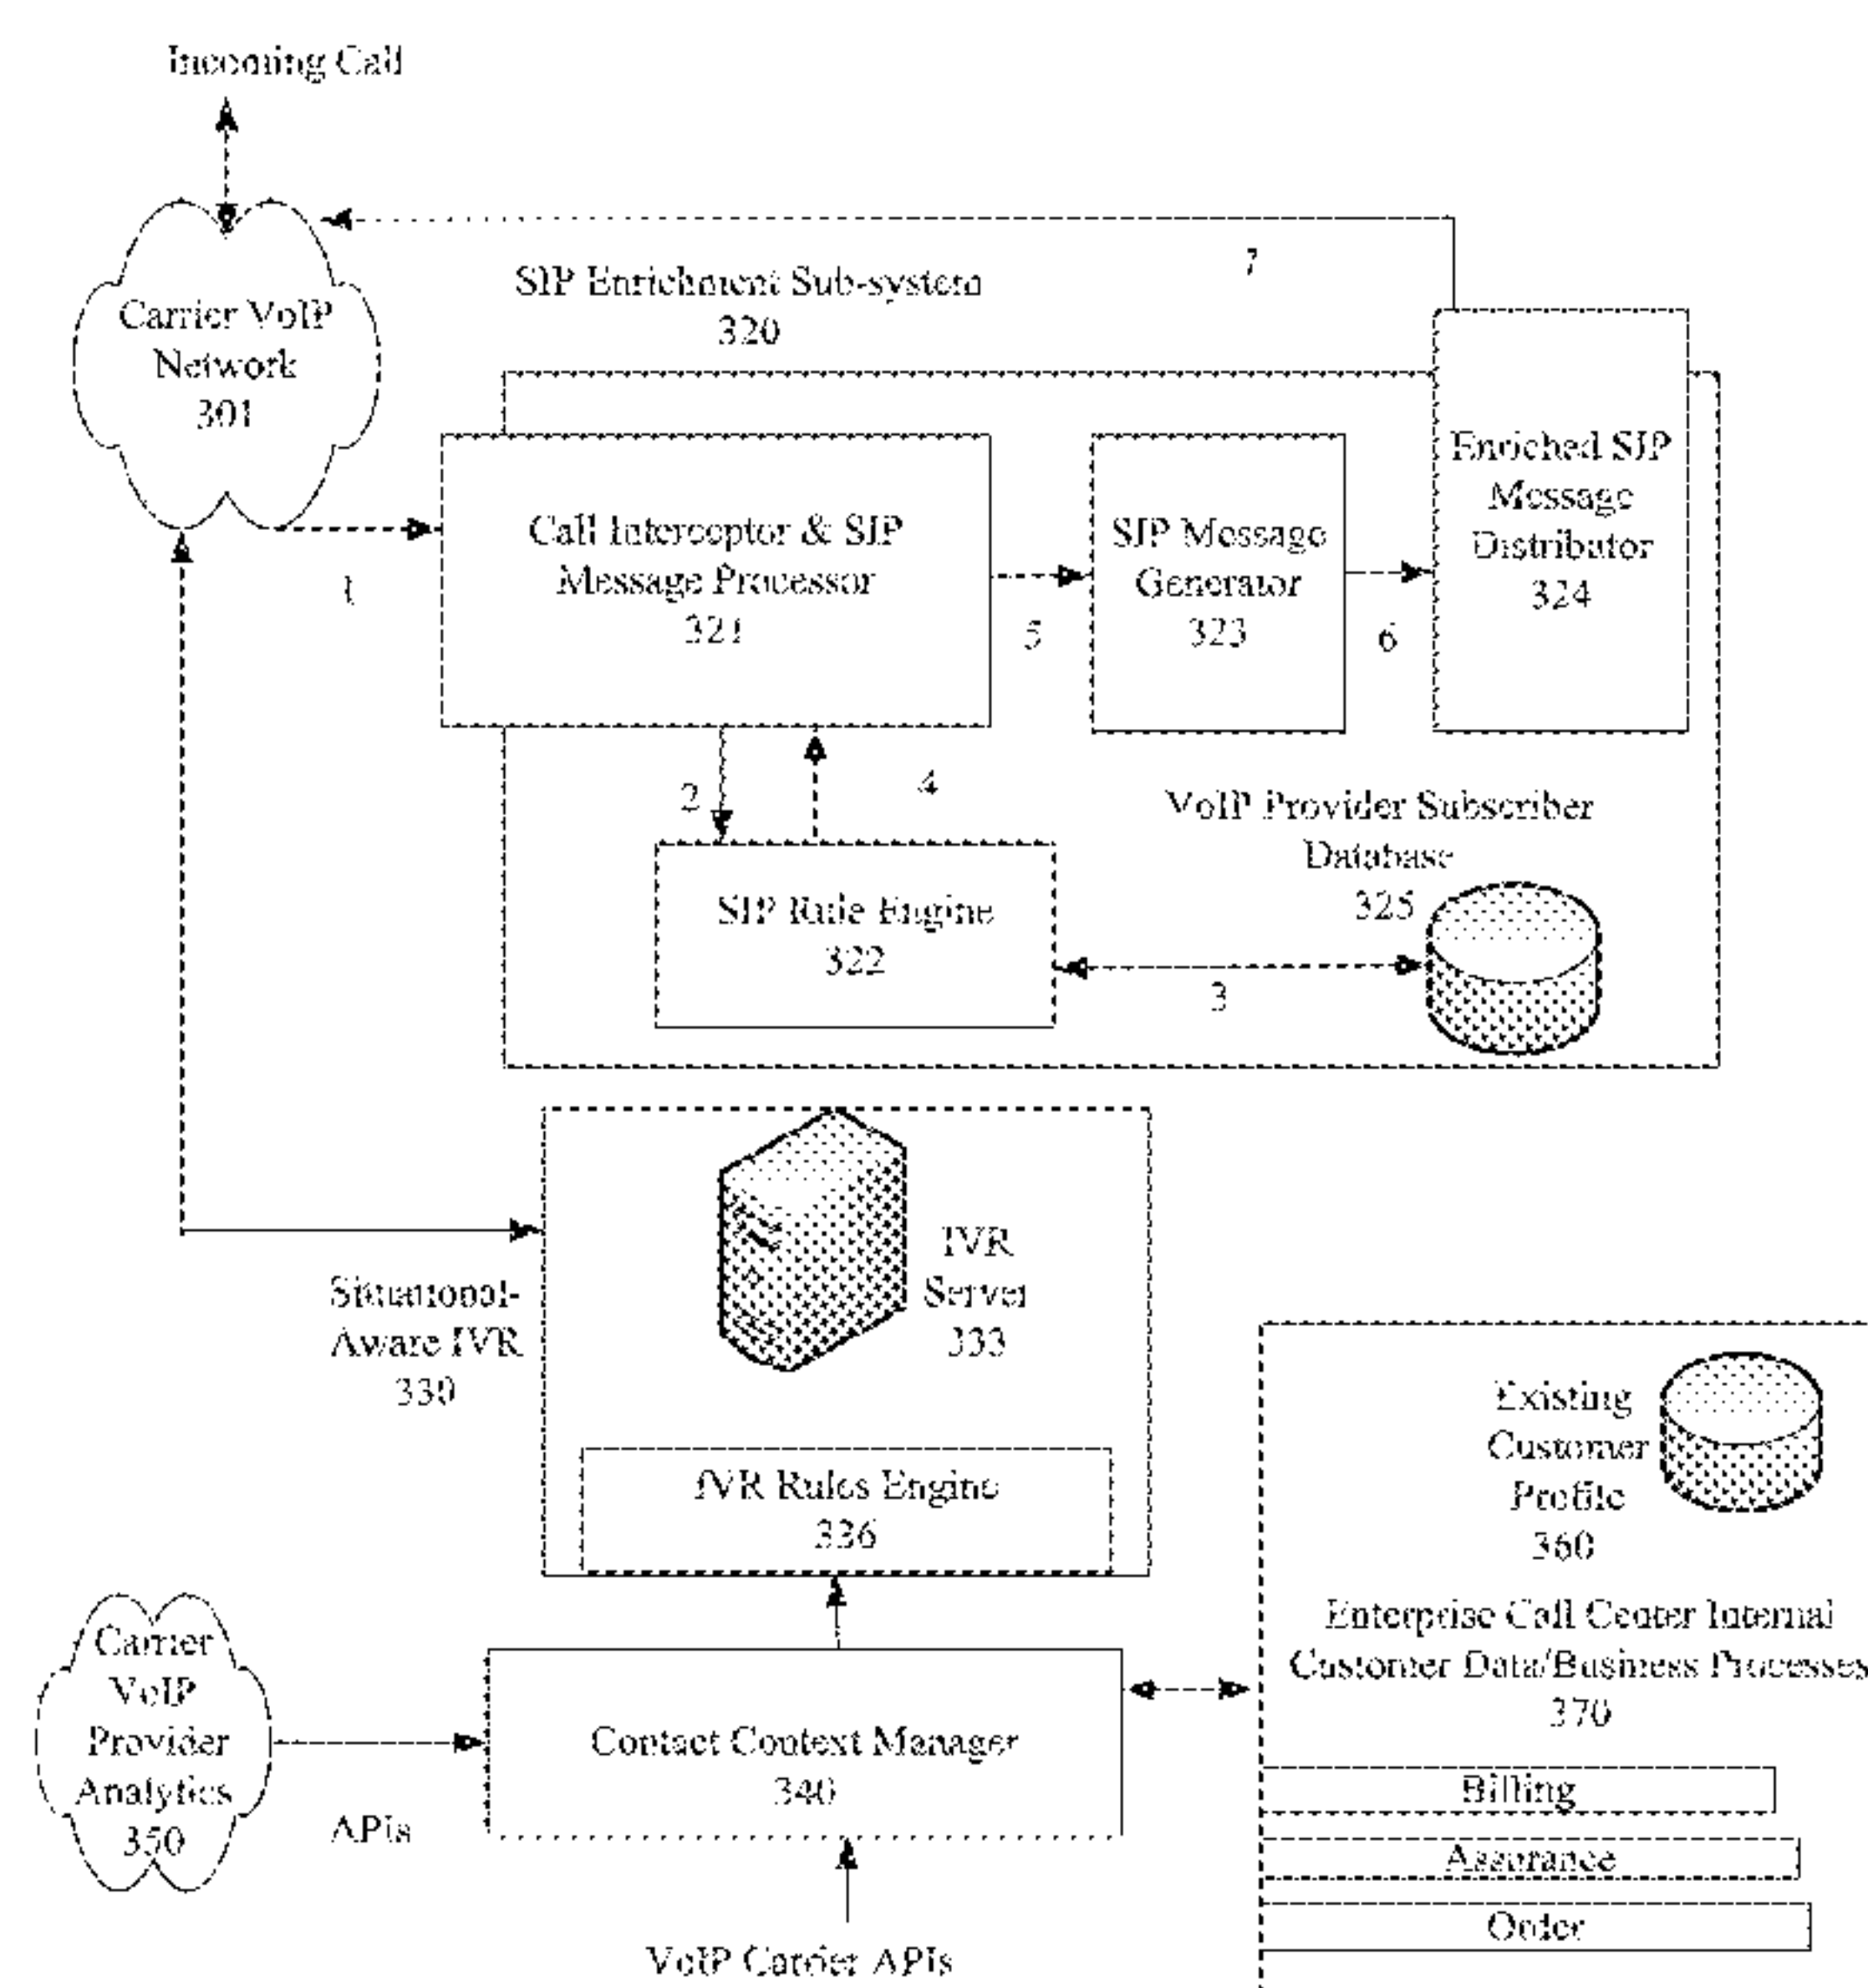 Incoming Call
7
SIP Enrichment Sub-system
320
Carrier VoIP
Network
301
Enriched SIP
Message
Distributor
324
Call Interceptor & SIP
Message Processor
321
SIP Message
Generator
323
1
5
6
2
4
VoIP Provider Subscriber
Database
325
SIP Rule Engine
322
3
IVR
Server
333
Situational-
Aware IVR
330
Existing
Customer
Profile
360
IVR Rules Engine
336
Enterprise Call Center Internal
Customer Data/Business Processes
370
Carrier
VoIP
Provider
Analytics
350
APIs
Contact Context Manager
340
Billing
Assurance
Order
VoIP Carrier APIs